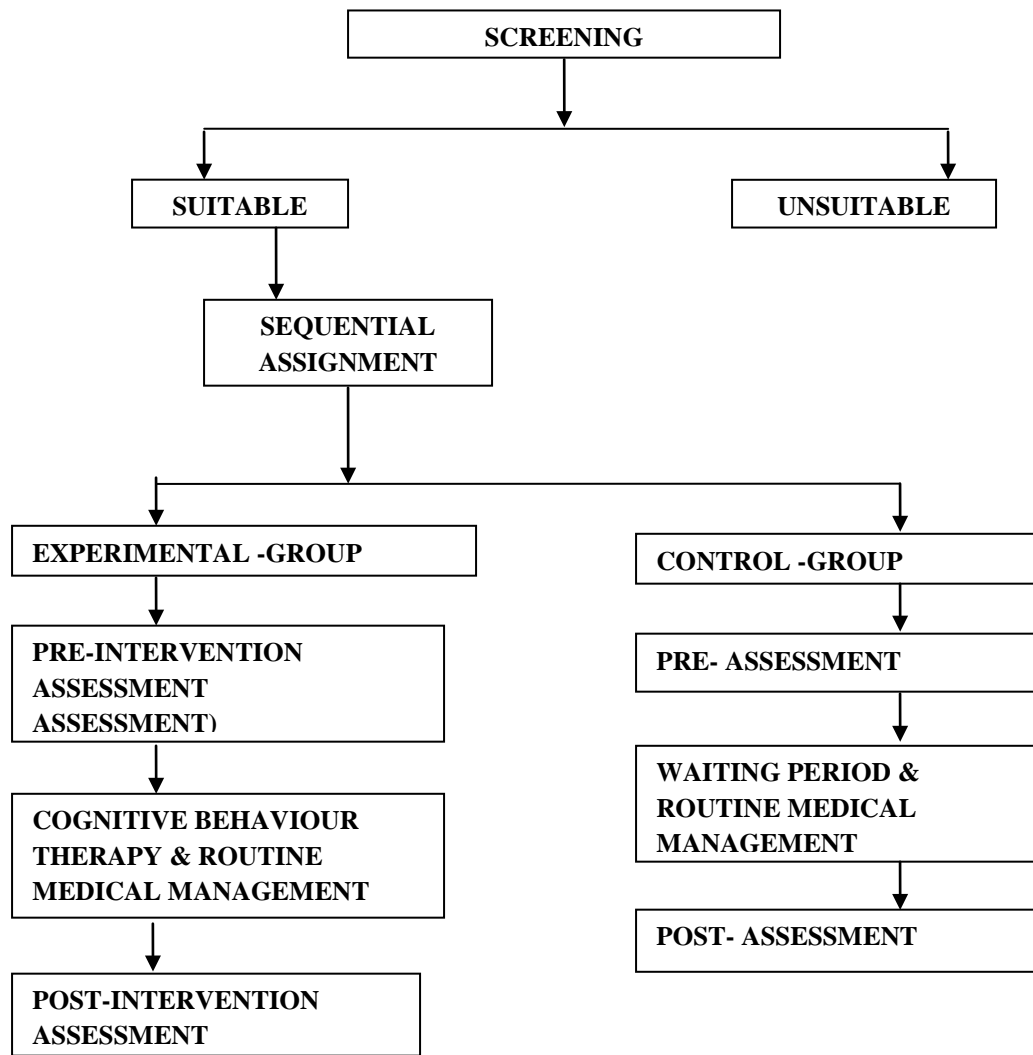 SCREENING
SUITABLE
UNSUITABLE
SEQUENTIAL
ASSIGNMENT
EXPERIMENTAL -GROUP
PRE-INTERVENTION
ASSESSMENT
ASSESSMENT)
COGNITIVE BEHAVIOUR
THERAPY & ROUTINE
MEDICAL MANAGEMENT
POST-INTERVENTION
ASSESSMENT
CONTROL -GROUP
PRE- ASSESSMENT
WAITING PERIOD &
ROUTINE MEDICAL
MANAGEMENT
POST- ASSESSMENT